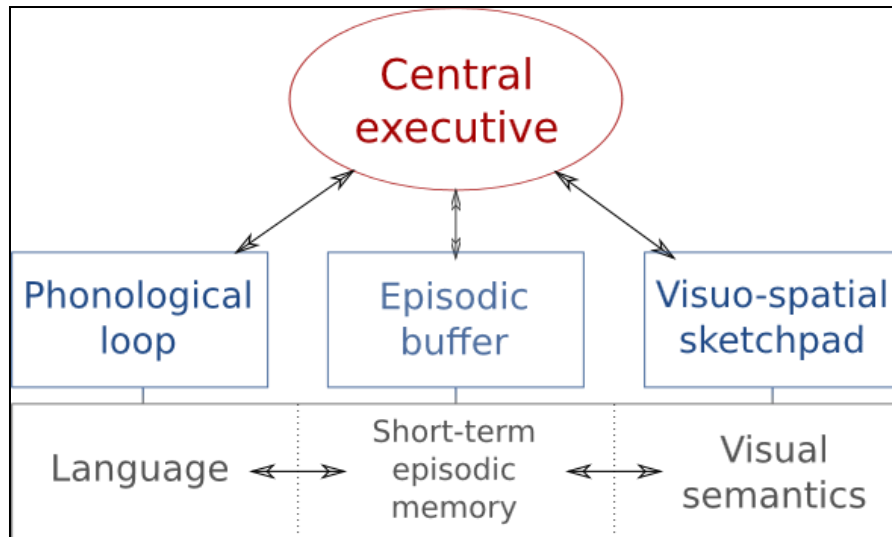 Central
executive
Phonological
loop
Episodic
buffer
Visuo-spatial
sketchpad
Language
Short-term
episodic
memory
Visual
semantics